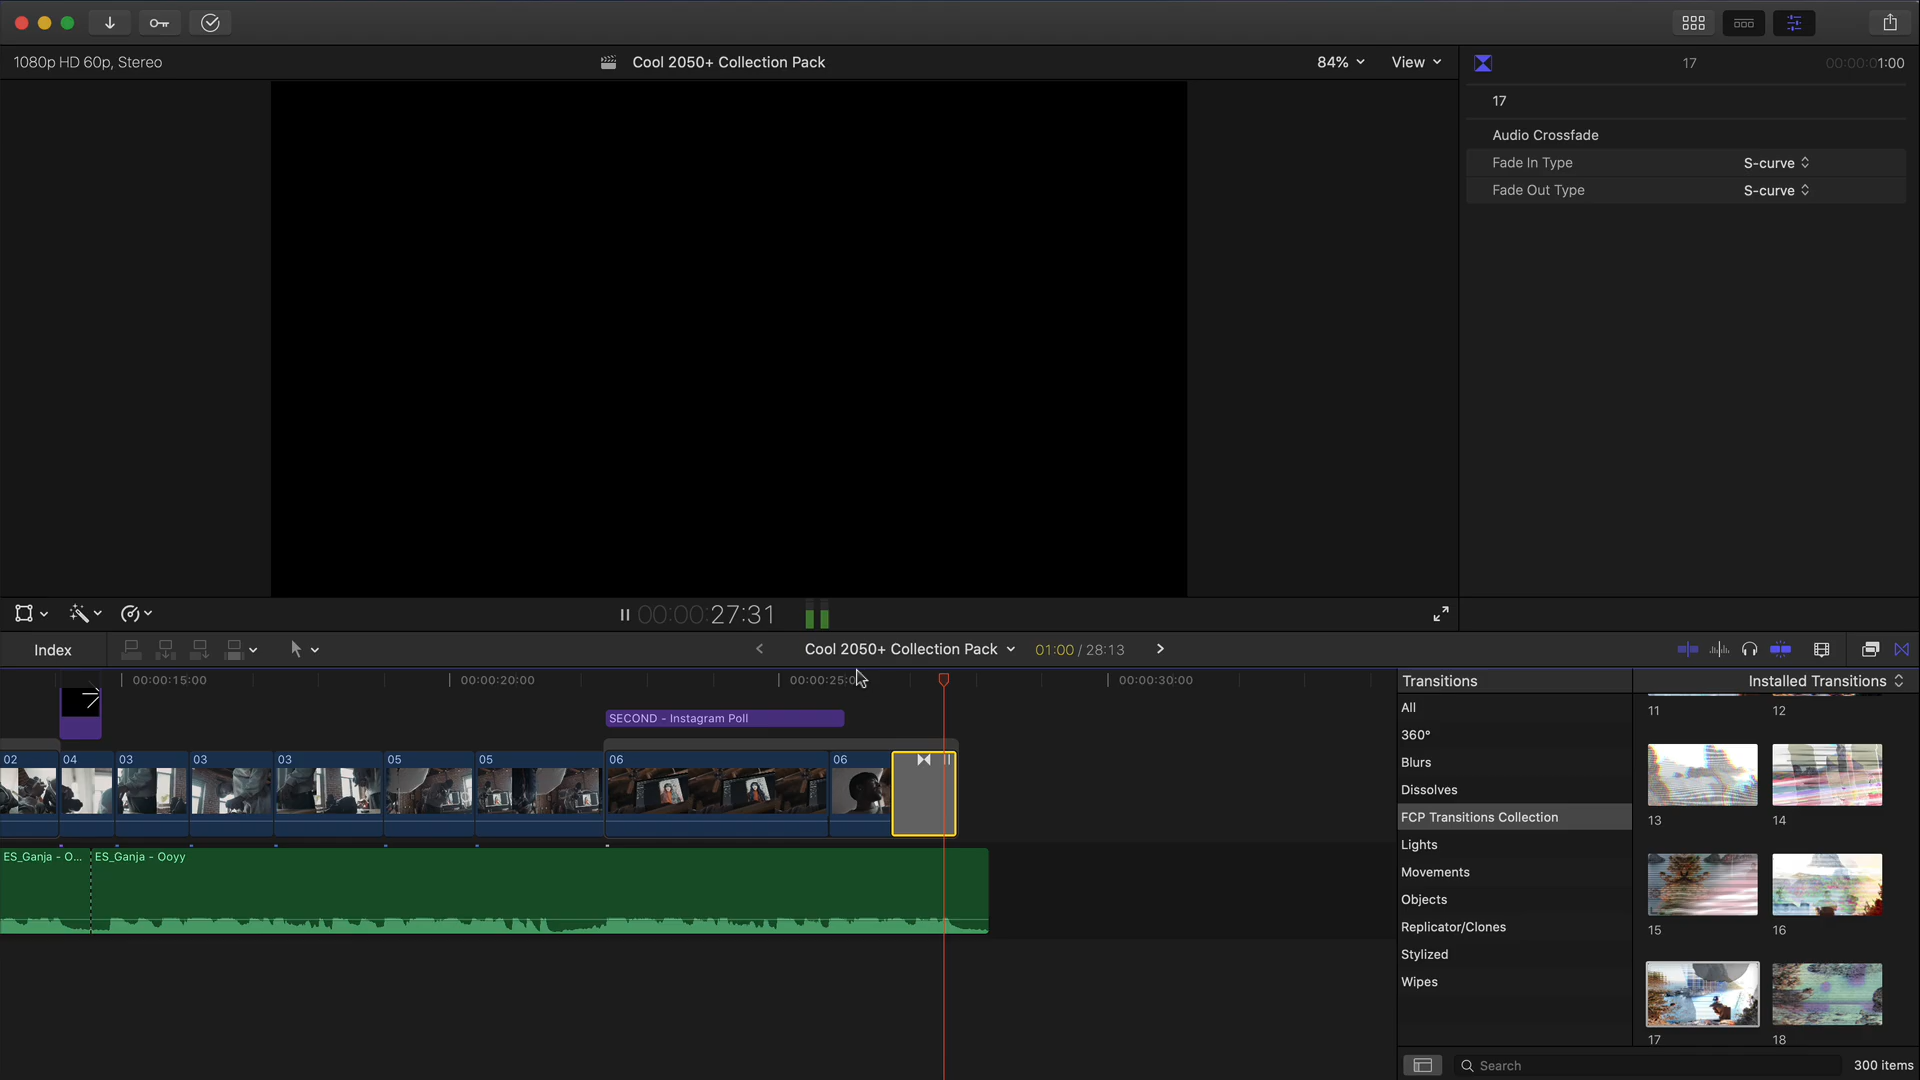 1080p HD 60p, Stereo
Cool 2050+ Collection Pack
84%
View
17
00:00:01:00
17
Audio Crossfade
Fade In Type
S-curve
Fade Out Type
S-curve
00:00:27:31
Index
Cool 2050+ Collection Pack
01:00 / 28:13
00:00:15:00
00:00:20:00
00:00:25:00
00:00:30:00
SECOND - Instagram Poll
02
04
03
03
05
05
06
06
ES_Ganja - O...
ES_Ganja - Ooyy
Transitions
Installed Transitions
All
360°
Blurs
Dissolves
FCP Transitions Collection
Lights
Movements
Objects
Replicator/Clones
Stylized
Wipes
11
12
13
14
15
16
17
18
Search
300 items